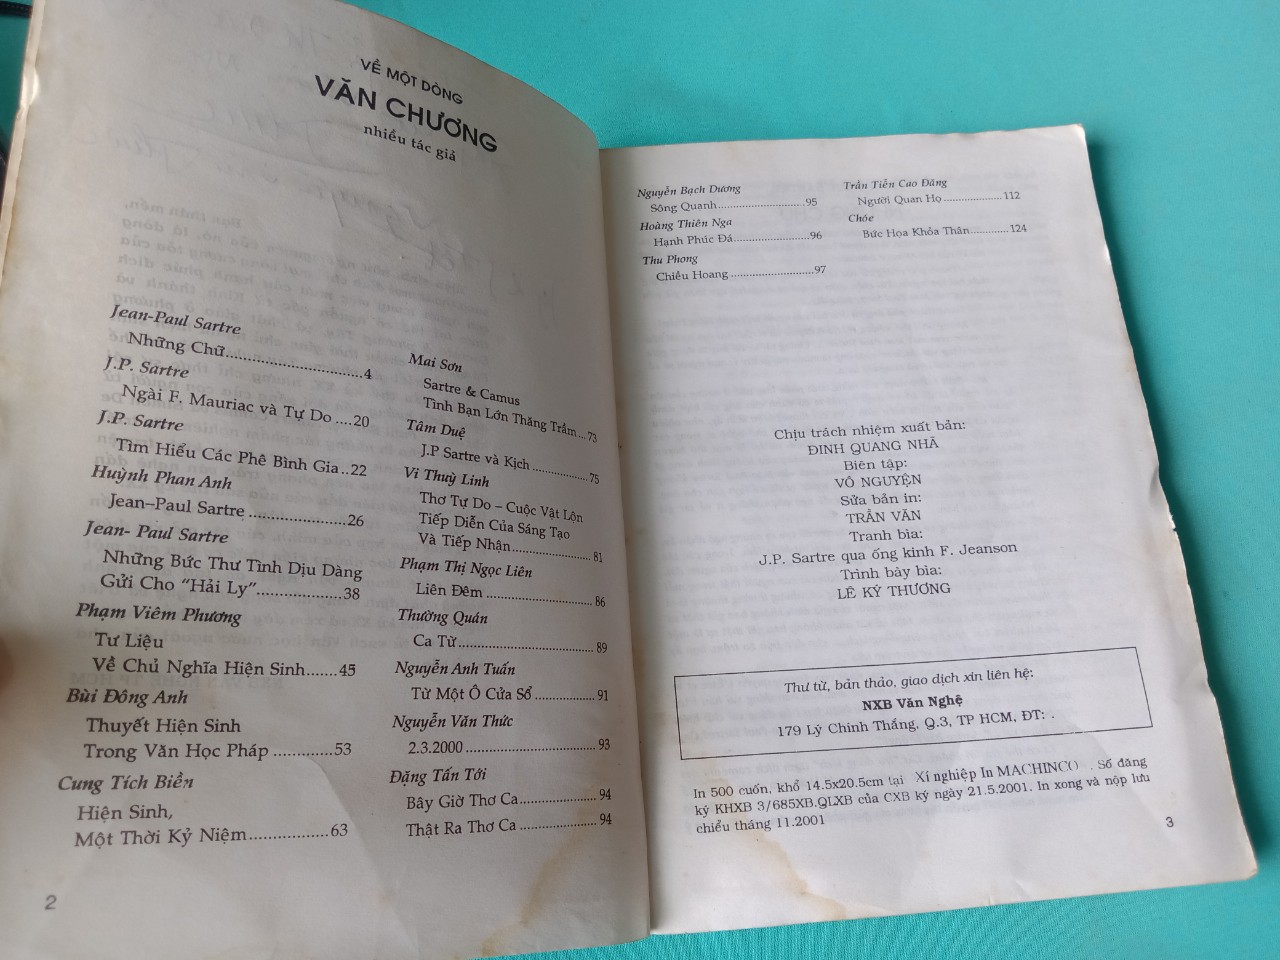 VỀ MỘT DÒNG
VĂN CHƯƠNG
nhiều tác giả
Jean-Paul Sartre
Những Chữ..............................4
J.P. Sartre
Ngài F. Mauriac và Tự Do ....20
J.P. Sartre
Tìm Hiểu Các Phê Bình Gia..22
Huỳnh Phan Anh
Jean–Paul Sartre ..................26
Jean- Paul Sartre
Những Bức Thư Tình Dịu Dàng
Gửi Cho “Hải Ly”..................38
Phạm Viêm Phương
Tư Liệu
Về Chủ Nghĩa Hiện Sinh......45
Bùi Đông Anh
Thuyết Hiện Sinh
Trong Văn Học Pháp ............53
Cung Tích Biền
Hiện Sinh,
Một Thời Kỷ Niệm................63
Mai Sơn
Sartre & Camus
Tình Bạn Lớn Thăng Trầm...73
Tâm Duệ
J.P Sartre và Kịch ................75
Vi Thuỳ Linh
Thơ Tự Do – Cuộc Vật Lộn
Tiếp Diễn Của Sáng Tạo
Và Tiếp Nhận.......................81
Phạm Thị Ngọc Liên
Liên Đêm ..............................86
Thường Quán
Ca Từ .....................................89
Nguyễn Anh Tuấn
Từ Một Ô Cửa Sổ ................91
Nguyễn Văn Thức
2.3.2000 ................................93
Đặng Tấn Tới
Bây Giờ Thơ Ca....................94
Thật Ra Thơ Ca ....................94
2
Nguyễn Bạch Dương
Sông Quanh........................95
Hoàng Thiên Nga
Hạnh Phúc Đá.....................96
Thu Phong
Chiều Hoang .......................97
Trần Tiễn Cao Đăng
Người Quan Họ ................112
Chóe
Bức Họa Khỏa Thân...........124
Chịu trách nhiệm xuất bản:
ĐINH QUANG NHÃ
Biên tập:
VÕ NGUYỆN
Sửa bản in:
TRẦN VĂN
Tranh bìa:
J.P. Sartre qua ống kính F. Jeanson
Trình bày bìa:
LÊ KÝ THƯƠNG
Thư từ, bản thảo, giao dịch xin liên hệ:
NXB Văn Nghệ
179 Lý Chính Thắng, Q.3, TP HCM, ĐT: .
In 500 cuốn, khổ 14.5x20.5cm tại Xí nghiệp In MACHINCO . Số đăng
ký KHXB 3/685XB.QLXB của CXB ký ngày 21.5.2001. In xong và nộp lưu
chiểu tháng 11.2001
3